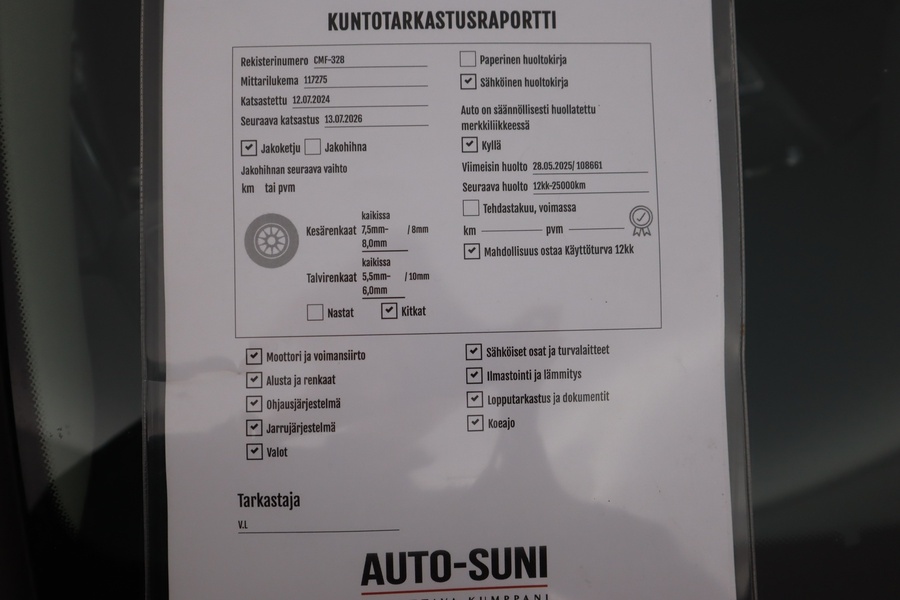 KUNTOTARKASTUSRAPORTTI
Rekisterinumero CMF-328
Mittarilukema 117275
Katsastettu 12.07.2024
Seuraava katsastus 13.07.2026
Jakoketju Jakohihna
Jakohihnan seuraava vaihto
km tai pvm
Kesärenkaat kaikissa
7,5mm- / 8mm
8,0mm
Talvirenkaat kaikissa
5,5mm- / 10mm
6,0mm
Nastat Kitkat
Paperinen huoltokirja
Sähköinen huoltokirja
Auto on säännöllisesti huollatettu
merkkiliikkeessä
Kyllä
Viimeisin huolto 28.05.2025/ 108661
Seuraava huolto 12kk-25000km
Tehdastakuu, voimassa
km pvm
Mahdollisuus ostaa Käyttöturva 12kk
Moottori ja voimansiirto
Alusta ja renkaat
Ohjausjärjestelmä
Jarrujärjestelmä
Valot
Sähköiset osat ja turvalaitteet
Ilmastointi ja lämmitys
Lopputarkastus ja dokumentit
Koeajo
Tarkastaja
V.L
AUTO-SUNI
KUMPPANI